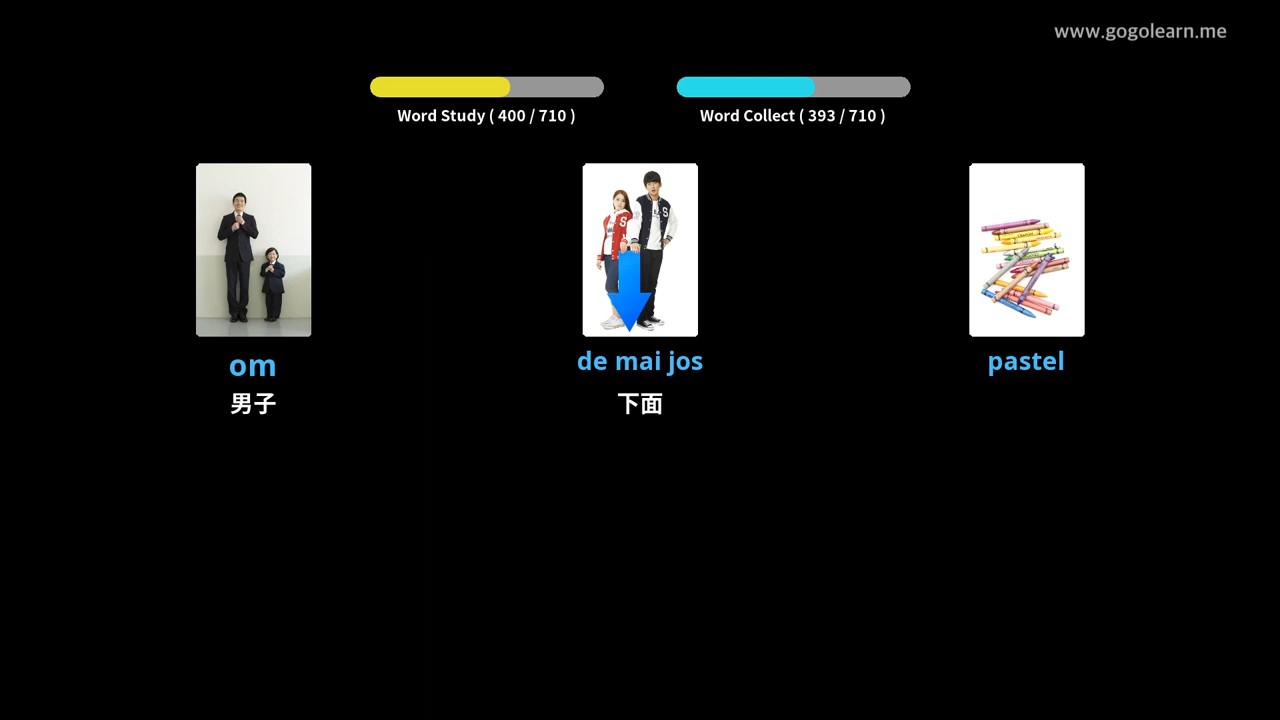 www.gogolearn.me
Word Study ( 400 / 710 )
Word Collect ( 393 / 710 )
om
de mai jos
pastel
男子
下面